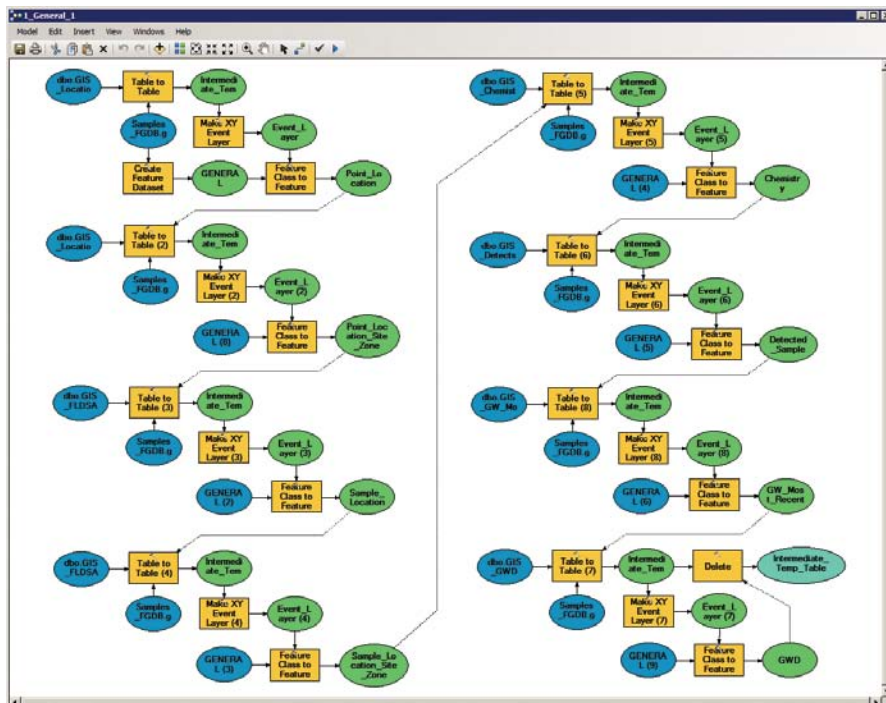 1_General_1
Model Edit Insert View Windows Help
dbo.GIS
_Locatio
Table to
Table
Intermedi
ate_Tem
Samples
_FGDB.g
Make XY
Event
Layer
Event_L
ayer
Create
Feature
Dataset
GENERA
L
Feature
Class to
Feature
Point_Lo
cation
dbo.GIS
_Locatio
Table to
Table (2)
Intermedi
ate_Tem
Samples
_FGDB.g
Make XY
Event
Layer (2)
Event_L
ayer (2)
GENERA
L (8)
Feature
Class to
Feature
Point_Loc
ation_Site
_Zone
dbo.GIS
_FLDSA
Table to
Table (3)
Intermedi
ate_Tem
Samples
_FGDB.g
Make XY
Event
Layer (3)
Event_L
ayer (3)
GENERA
L (2)
Feature
Class to
Feature
Sample_
Location
dbo.GIS
_FLDSA
Table to
Table (4)
Intermedi
ate_Tem
Samples
_FGDB.g
Make XY
Event
Layer (4)
Event_L
ayer (4)
GENERA
L (3)
Feature
Class to
Feature
Sample_Lo
cation_Site
_Zone
dbo.GIS
_Chemist
Table to
Table (5)
Intermedi
ate_Tem
Samples
_FGDB.g
Make XY
Event
Layer (5)
Event_L
ayer (5)
GENERA
L (4)
Feature
Class to
Feature
Chemistr
y
dbo.GIS
_Detects
Table to
Table (6)
Intermedi
ate_Tem
Samples
_FGDB.g
Make XY
Event
Layer (6)
Event_L
ayer (6)
GENERA
L (5)
Feature
Class to
Feature
Detected
_Sample
dbo.GIS
_GW_Mo
Table to
Table (8)
Intermedi
ate_Tem
Samples
_FGDB.g
Make XY
Event
Layer (8)
Event_L
ayer (8)
GENERA
L (6)
Feature
Class to
Feature
GW_Mos
t_Recent
dbo.GIS
_GWD
Table to
Table (7)
Intermedi
ate_Tem
Delete
Intermediate_
Temp_Table
Samples
_FGDB.g
Make XY
Event
Layer (7)
Event_L
ayer (7)
GENERA
L (9)
Feature
Class to
Feature
GWD